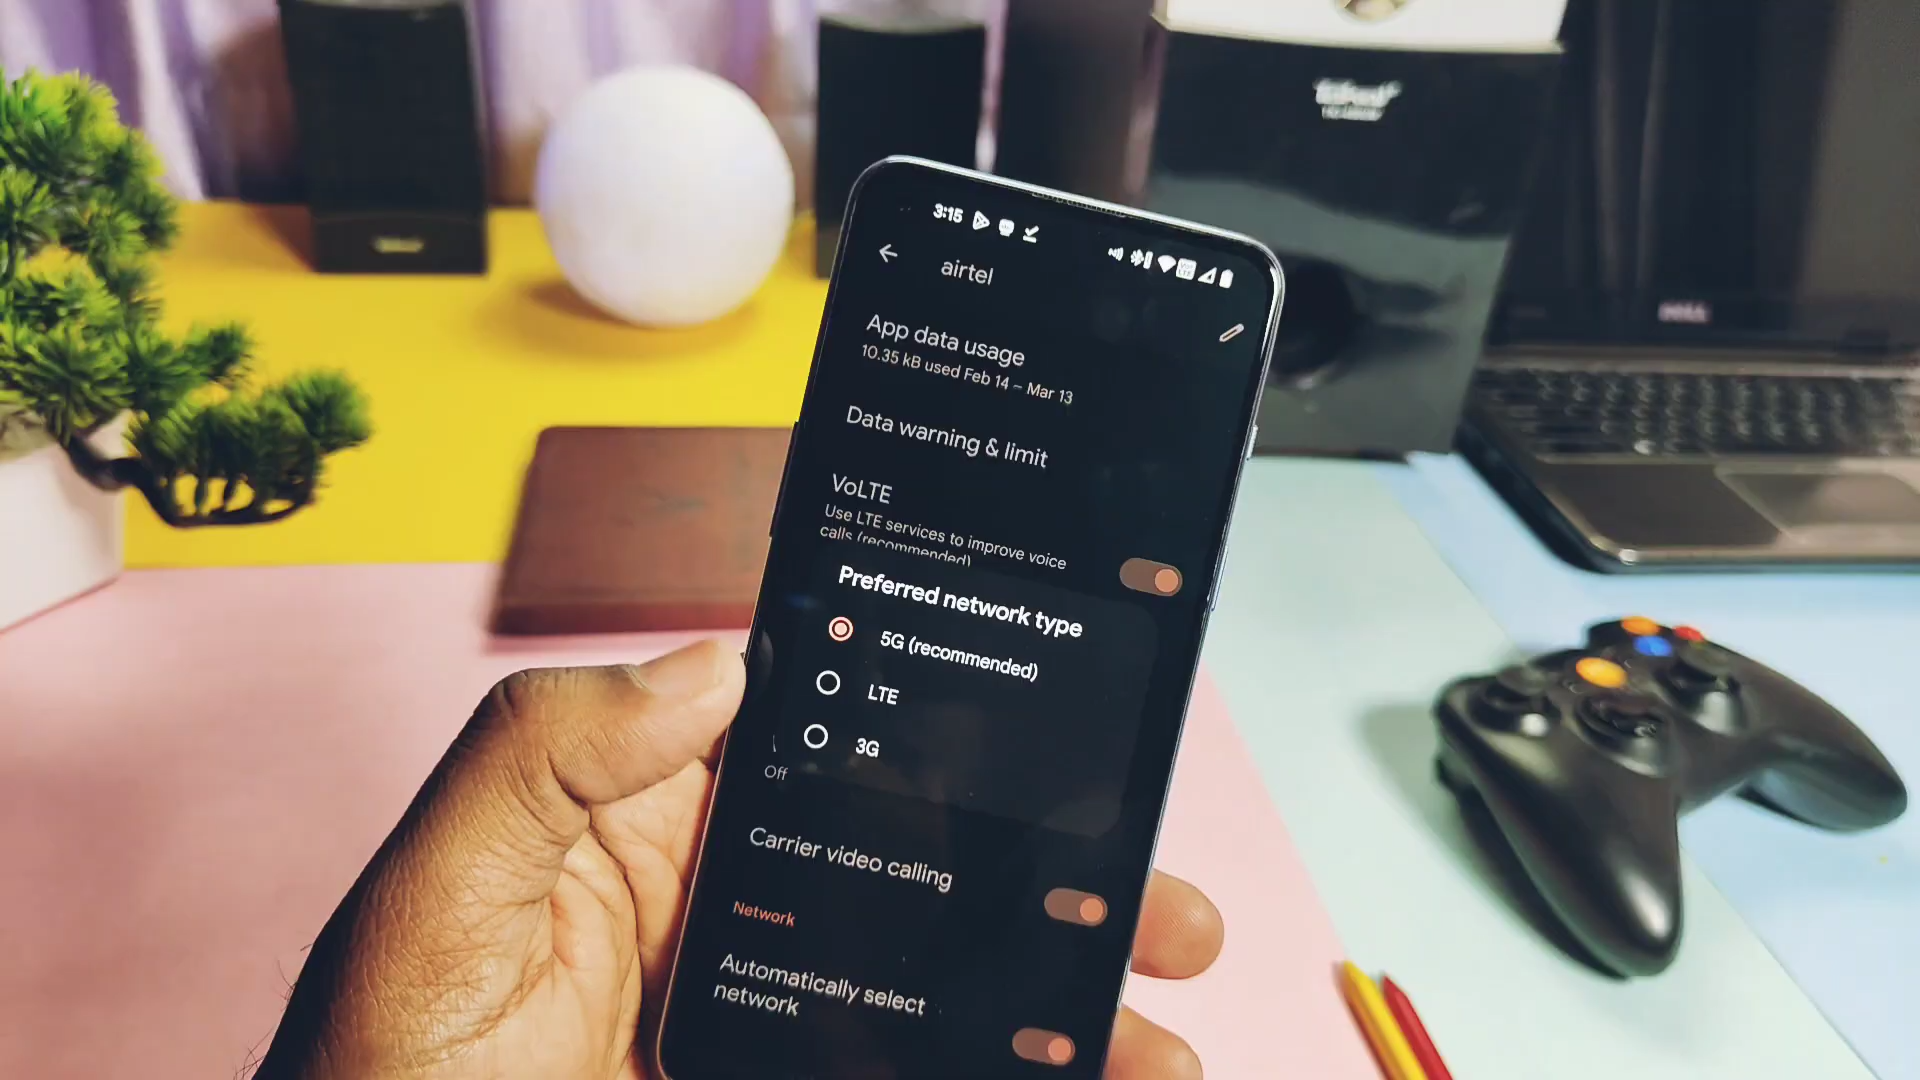 3:15
airtel
App data usage
10.35 kB used Feb 14 – Mar 13
Data warning & limit
VoLTE
Use LTE services to improve voice
calls (recommended)
Preferred network type
5G (recommended)
LTE
3G
Off
Carrier video calling
Network
Automatically select
network
DELL